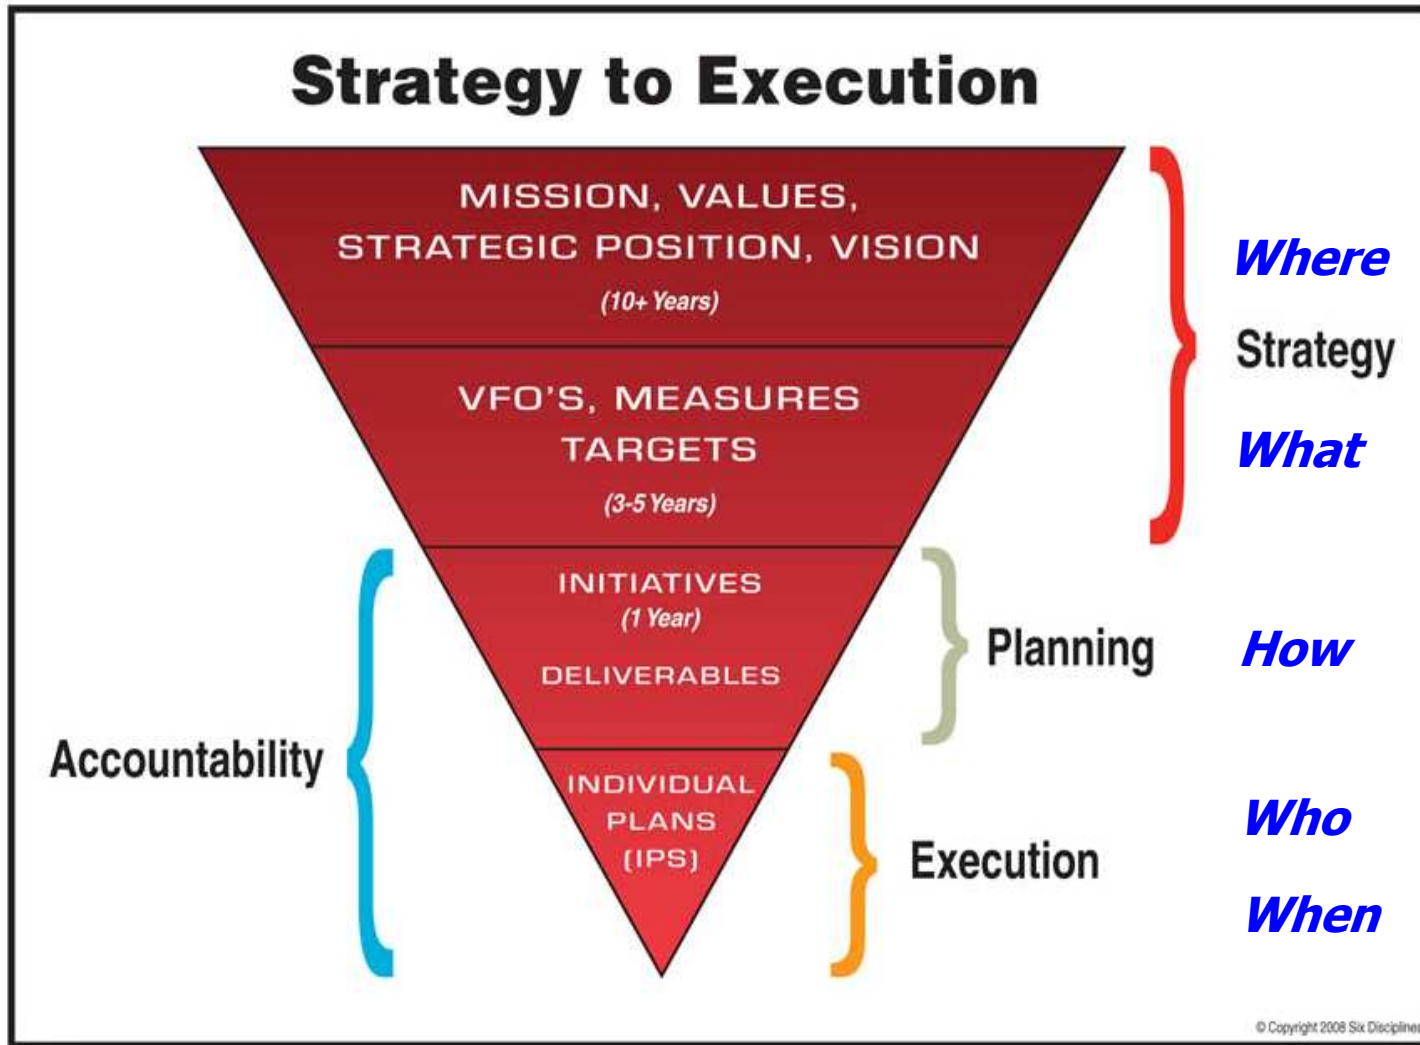 Strategy to Execution
MISSION, VALUES,
STRATEGIC POSITION, VISION
(10+ Years)
Where
Strategy
VFO'S, MEASURES
TARGETS
(3-5 Years)
What
INITIATIVES
(1 Year)
DELIVERABLES
Planning
How
Accountability
INDIVIDUAL
PLANS
(IPS)
Execution
Who
When
© Copyright 2008 Six Disciplines